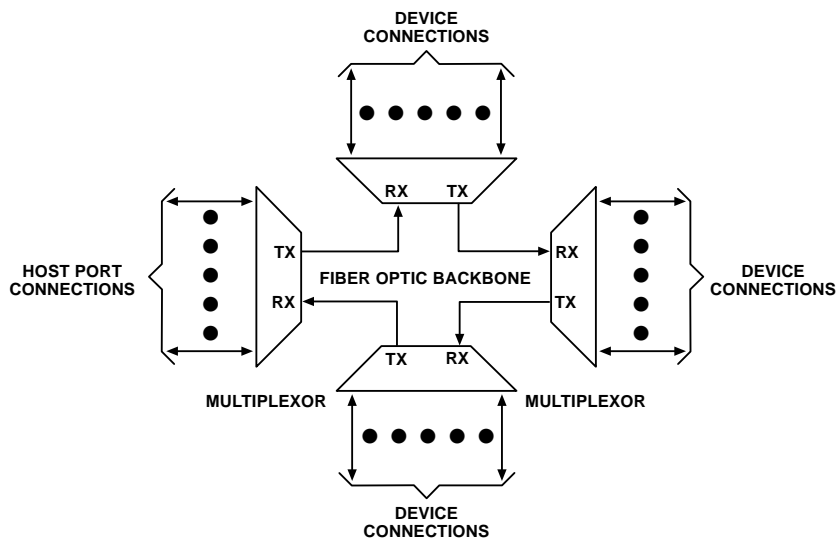 DEVICE
CONNECTIONS
RX TX
TX
RX
HOST PORT
CONNECTIONS
FIBER OPTIC BACKBONE
RX
TX
DEVICE
CONNECTIONS
TX RX
MULTIPLEXOR
MULTIPLEXOR
DEVICE
CONNECTIONS